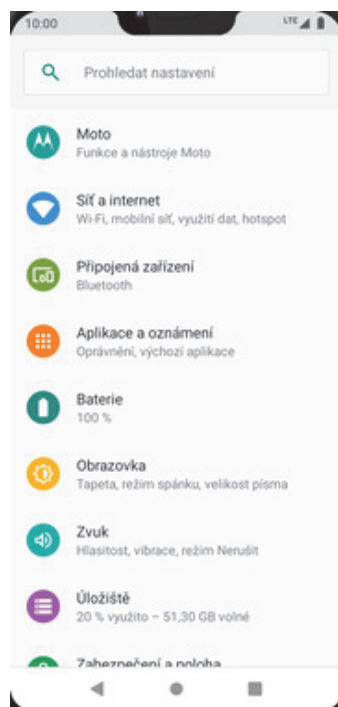 10:00
LTE
Prohledat nastavení
Moto
Funkce a nástroje Moto
Síť a internet
Wi-Fi, mobilní síť, využití dat, hotspot
Připojená zařízení
Bluetooth
Aplikace a oznámení
Oprávnění, výchozí aplikace
Baterie
100 %
Obrazovka
Tapeta, režim spánku, velikost písma
Zvuk
Hlasitost, vibrace, režim Nerušit
Úložiště
20 % využito – 51,30 GB volné
Zabezpečení a poloha